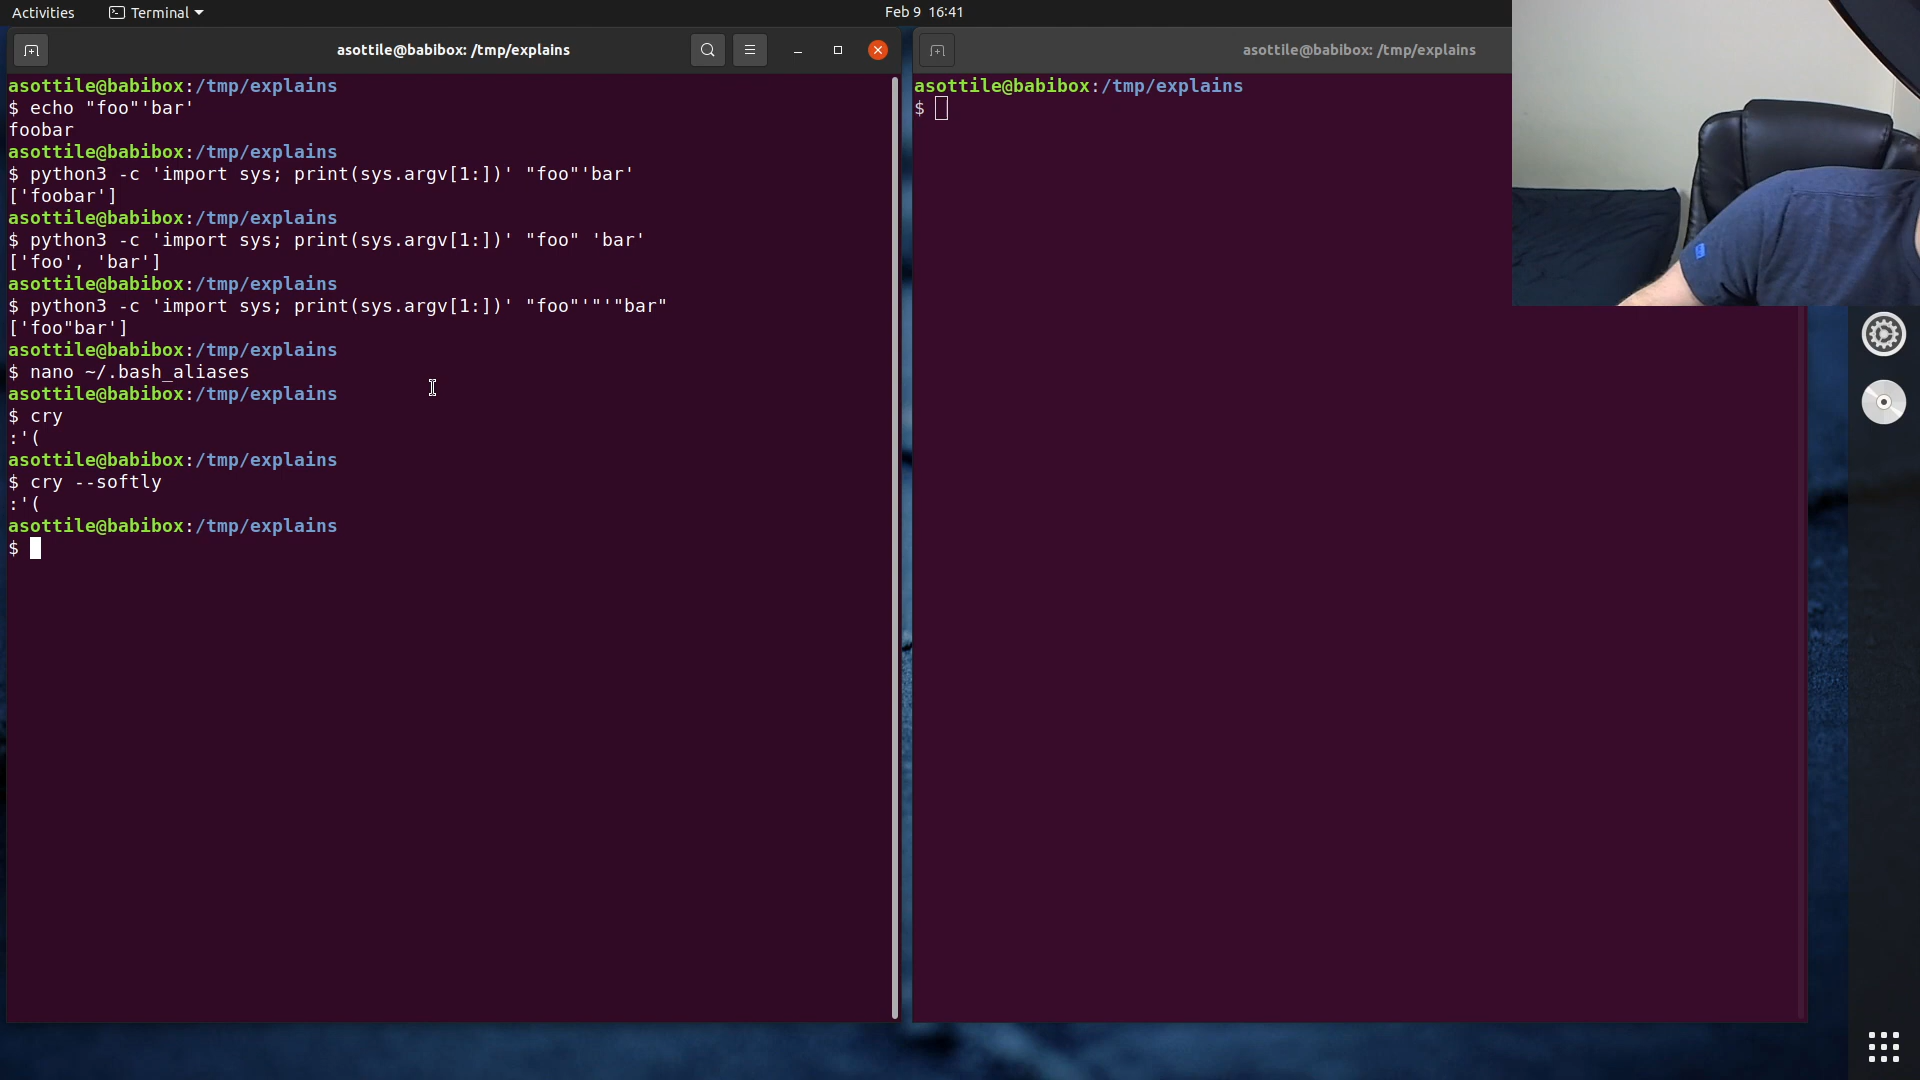 Activities
Terminal
Feb 9 16:41
asottile@babibox: /tmp/explains
asottile@babibox:/tmp/explains
$ echo "foo"'bar'
foobar
asottile@babibox:/tmp/explains
$ python3 -c 'import sys; print(sys.argv[1:])' "foo"'bar'
['foobar']
asottile@babibox:/tmp/explains
$ python3 -c 'import sys; print(sys.argv[1:])' "foo" 'bar'
['foo', 'bar']
asottile@babibox:/tmp/explains
$ python3 -c 'import sys; print(sys.argv[1:])' "foo"'"'"bar"
['foo"bar']
asottile@babibox:/tmp/explains
$ nano ~/.bash_aliases
asottile@babibox:/tmp/explains
$ cry
:'(
asottile@babibox:/tmp/explains
$ cry --softly
:'(
asottile@babibox:/tmp/explains
$
asottile@babibox: /tmp/explains
asottile@babibox:/tmp/explains
$